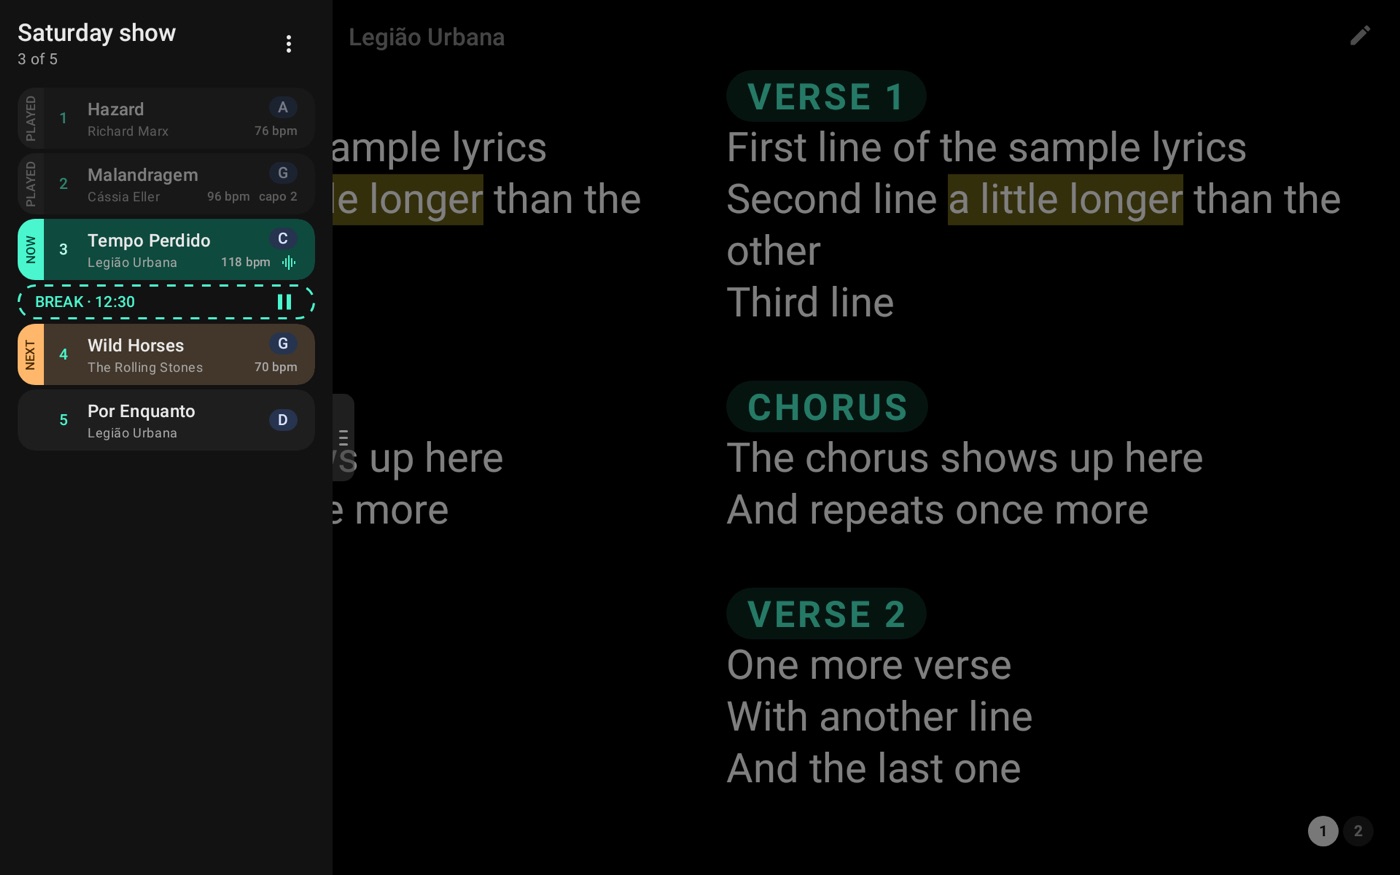 Saturday show
3 of 5
PLAYED
1
Hazard
A
Richard Marx
76 bpm
PLAYED
2
Malandragem
G
Cássia Eller
96 bpm capo 2
NOW
3
Tempo Perdido
C
Legião Urbana
118 bpm
BREAK · 12:30
NEXT
4
Wild Horses
G
The Rolling Stones
70 bpm
5
Por Enquanto
D
Legião Urbana
Legião Urbana
ample lyrics
le longer than the
s up here
e more
VERSE 1
First line of the sample lyrics
Second line a little longer than the
other
Third line
CHORUS
The chorus shows up here
And repeats once more
VERSE 2
One more verse
With another line
And the last one
1 2